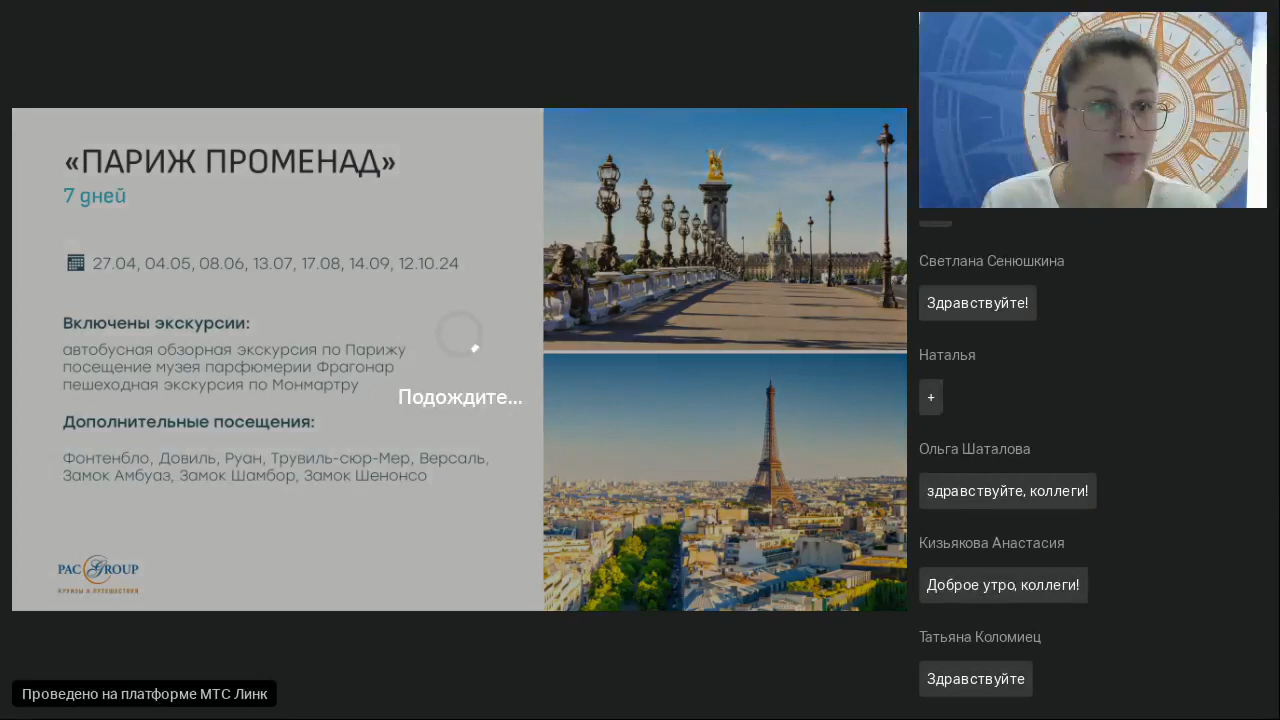 «ПАРИЖ ПРОМЕНАД»
7 дней
27.04, 04.05, 08.06, 13.07, 17.08, 14.09, 12.10.24
Включены экскурсии:
автобусная обзорная экскурсия по Парижу
посещение музея парфюмерии Фрагонар
пешеходная экскурсия по Монмартру
Подождите...
Дополнительные посещения:
Фонтенбло, Довиль, Руан, Трувиль-сюр-Мер, Версаль,
Замок Амбуаз, Замок Шамбор, Замок Шенонсо
PAC GROUP
КРУИЗЫ И ПУТЕШЕСТВИЯ
Проведено на платформе МТС Линк
Светлана Сенюшкина
Здравствуйте!
Наталья
+
Ольга Шаталова
здравствуйте, коллеги!
Кизьякова Анастасия
Доброе утро, коллеги!
Татьяна Коломиец
Здравствуйте